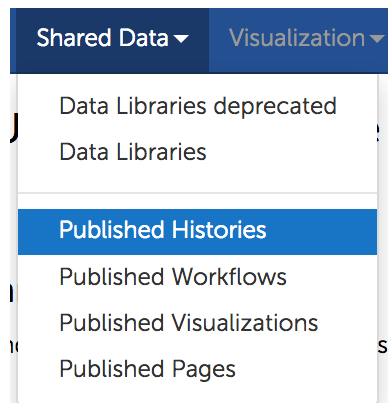 Shared Data Visualization
Data Libraries deprecated
Data Libraries
Published Histories
Published Workflows
Published Visualizations
Published Pages